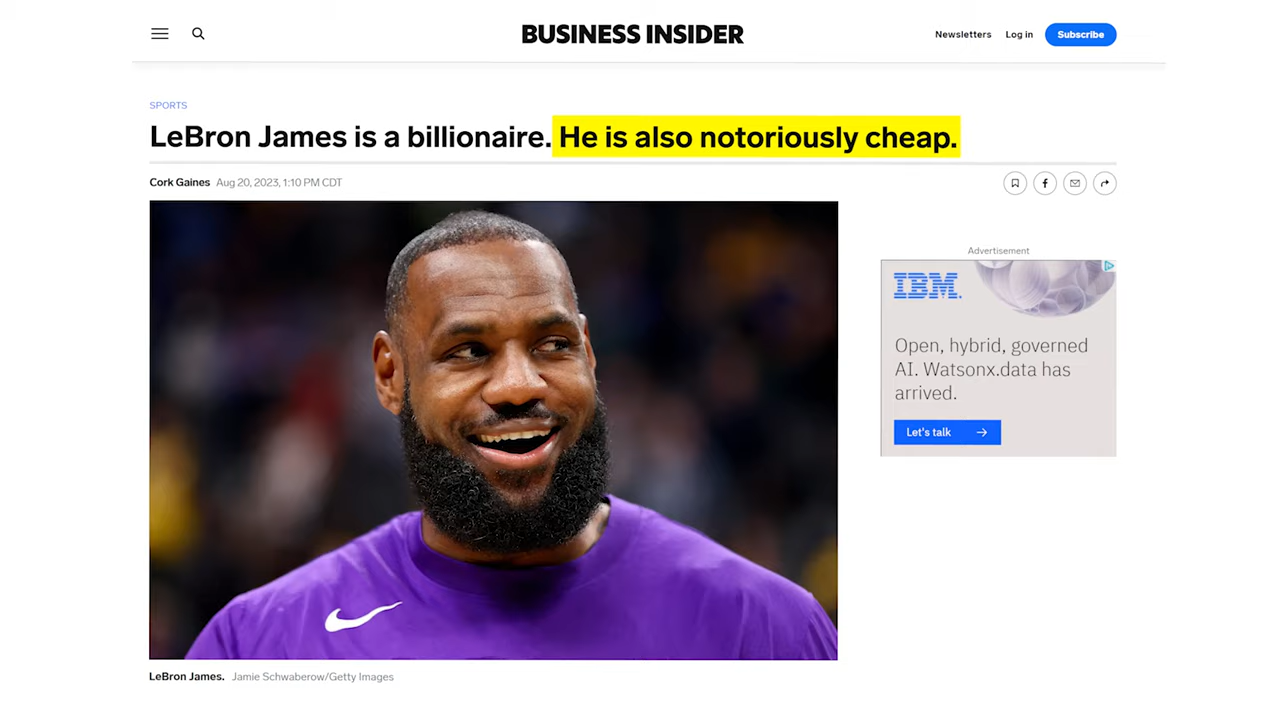 BUSINESS INSIDER
Newsletters Log in Subscribe
SPORTS
LeBron James is a billionaire. He is also notoriously cheap.
Cork Gaines Aug 20, 2023, 1:10 PM CDT
Advertisement
IBM.
Open, hybrid, governed
AI. Watsonx.data has
arrived.
Let's talk →
LeBron James. Jamie Schwaberow/Getty Images